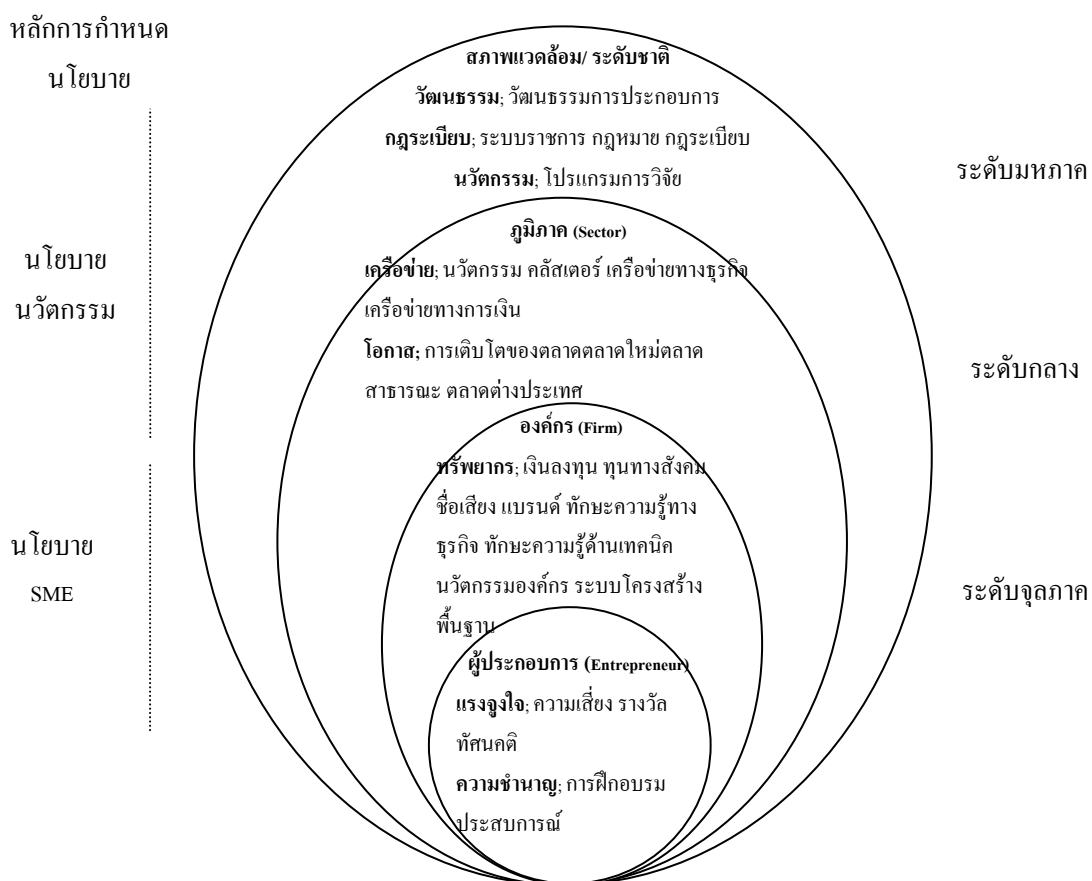 หลักการกำหนด
นโยบาย
สภาพแวดล้อม/ ระดับชาติ
วัฒนธรรม; วัฒนธรรมการประกอบการ
กฎระเบียบ; ระบบราชการ กฎหมาย กฎระเบียบ
นวัตกรรม; โปรแกรมการวิจัย
ระดับมหภาค
ภูมิภาค (Sector)
นโยบาย
นวัตกรรม
เครือข่าย; นวัตกรรม คลัสเตอร์ เครือข่ายทางธุรกิจ
เครือข่ายทางการเงิน
โอกาส; การเติบโตของตลาดตลาดใหม่ตลาด
สาธารณะ ตลาดต่างประเทศ
ระดับกลาง
องค์กร (Firm)
ทรัพยากร; เงินลงทุน ทุนทางสังคม
ชื่อเสียง แบรนด์ ทักษะความรู้ทาง
ธุรกิจ ทักษะความรู้ด้านเทคนิค
นวัตกรรมองค์กร ระบบโครงสร้าง
พื้นฐาน
นโยบาย
SME
ระดับจุลภาค
ผู้ประกอบการ (Entrepreneur)
แรงจูงใจ; ความเสี่ยง รางวัล
ทัศนคติ
ความชำนาญ; การฝึกอบรม
ประสบการณ์